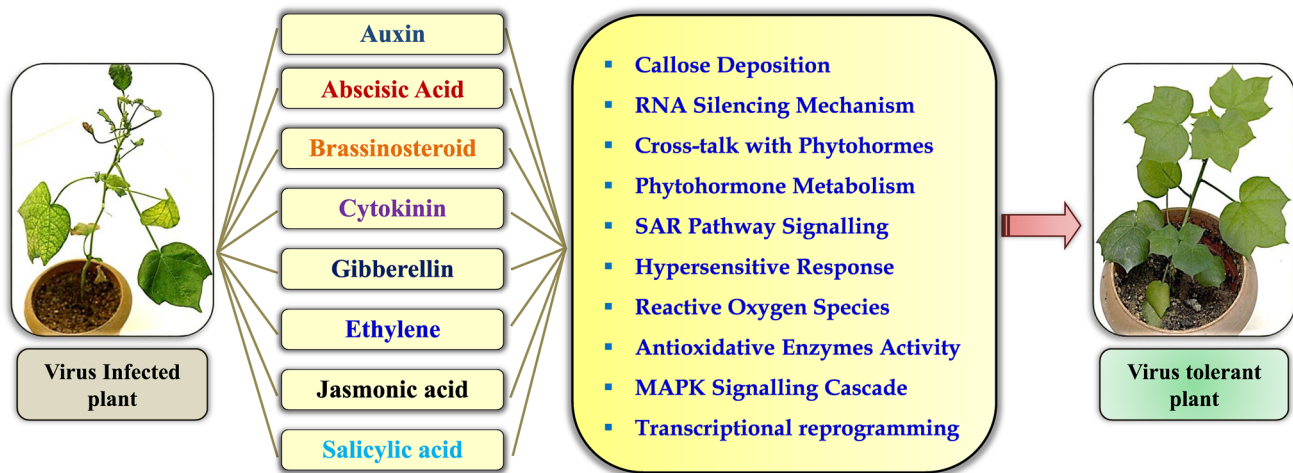 Auxin
Abscisic Acid
Brassinosteroid
Cytokinin
Gibberellin
Ethylene
Jasmonic acid
Salicylic acid
Virus Infected
plant
Callose Deposition
RNA Silencing Mechanism
Cross-talk with Phytohormes
Phytohormone Metabolism
SAR Pathway Signalling
Hypersensitive Response
Reactive Oxygen Species
Antioxidative Enzymes Activity
MAPK Signalling Cascade
Transcriptional reprogramming
Virus tolerant
plant